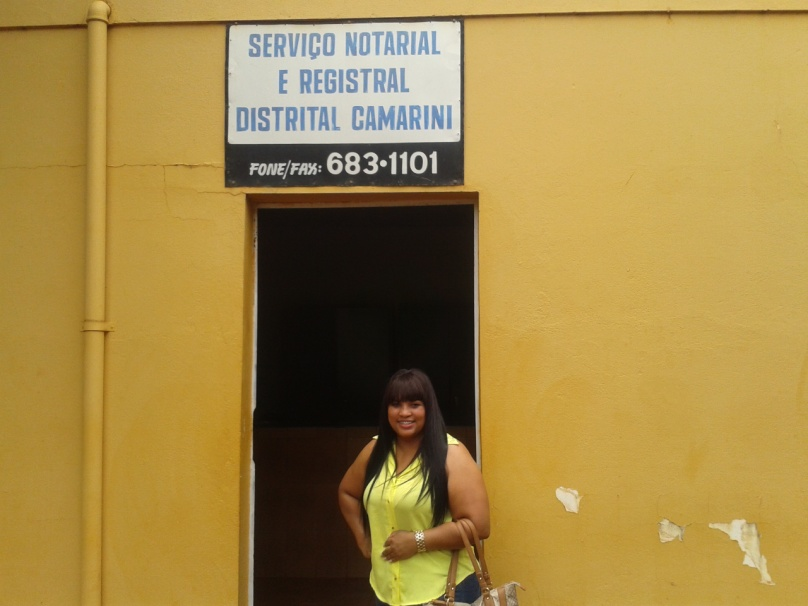 SERVIÇO NOTARIAL
E REGISTRAL
DISTRITAL CAMARINI
FONE/FAX: 683·1101